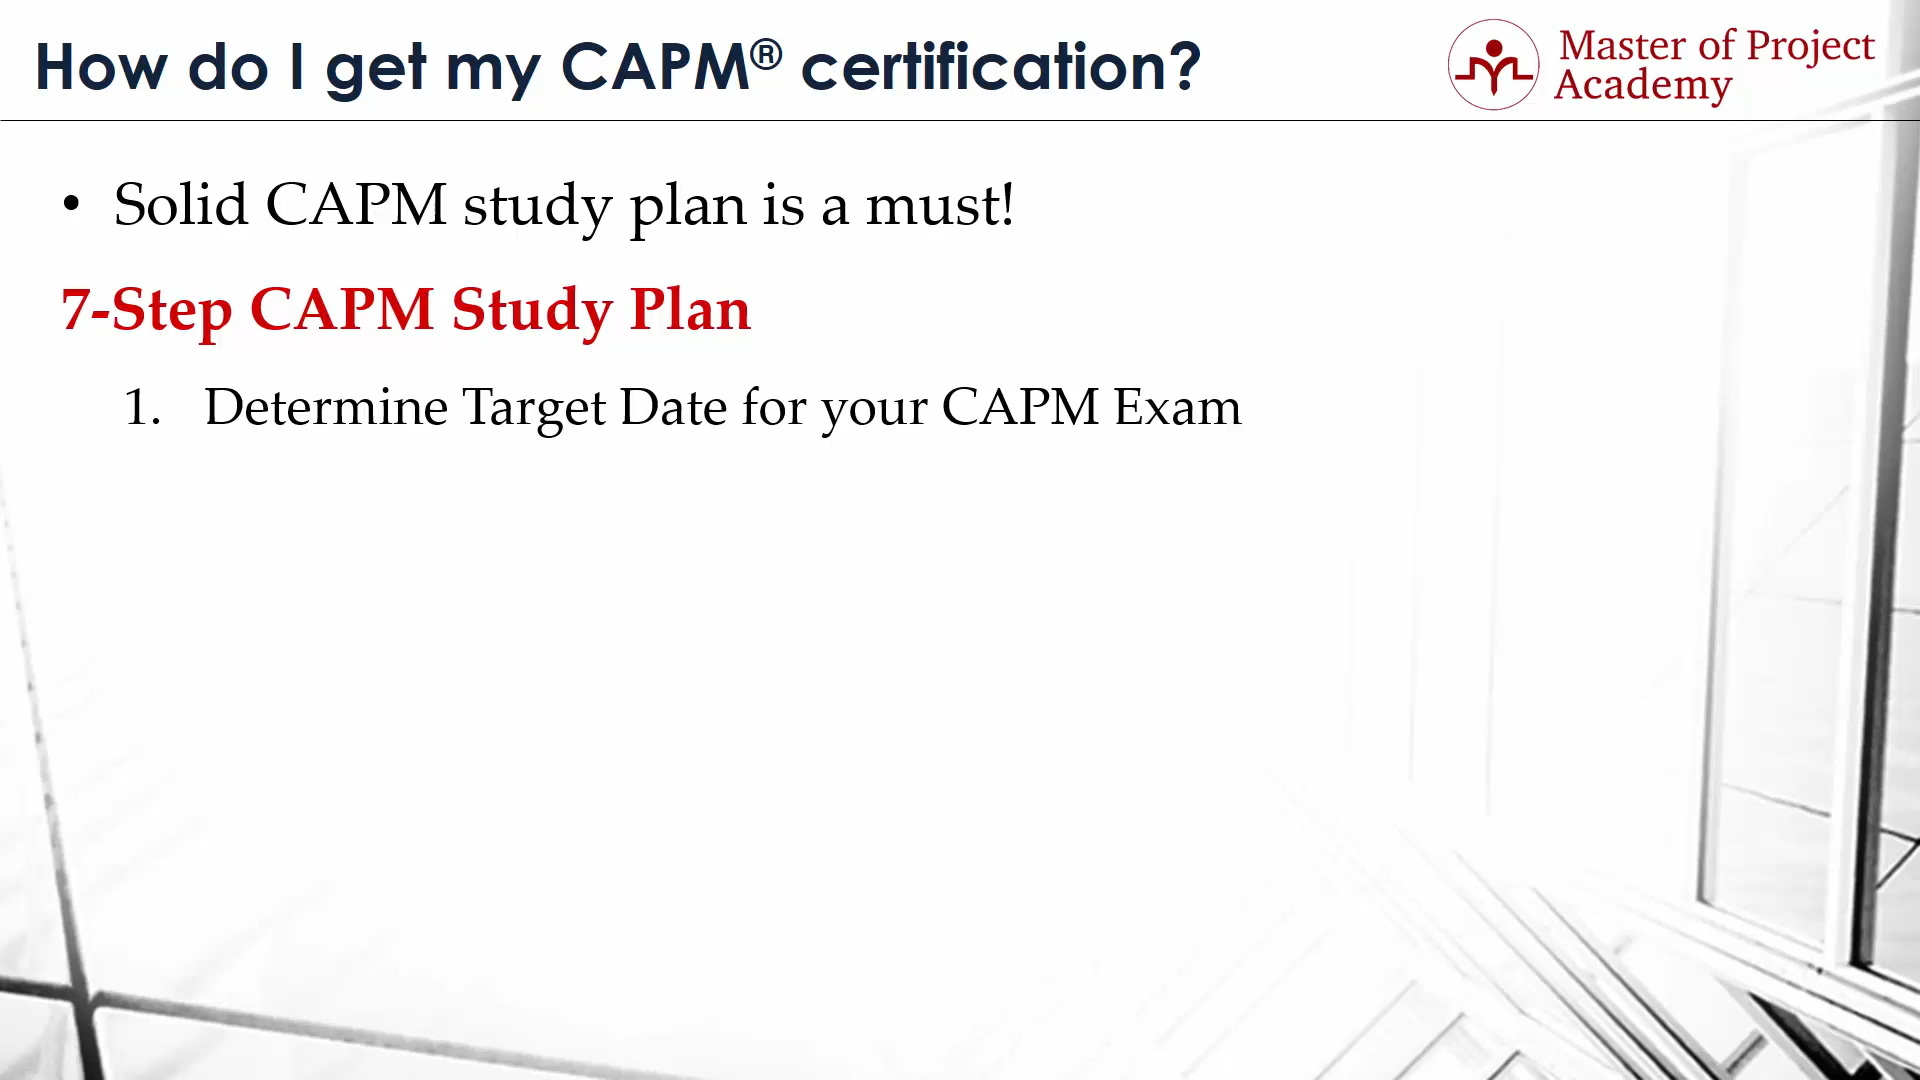 How do I get my CAPM® certification?
Master of Project
Academy
• Solid CAPM study plan is a must!
7-Step CAPM Study Plan
1. Determine Target Date for your CAPM Exam